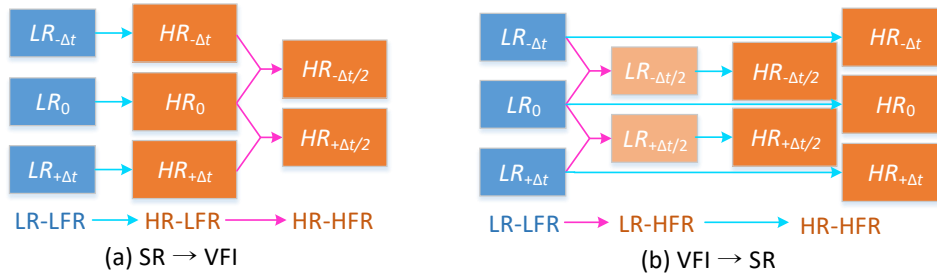 LR-Δt
HR-Δt
HR-Δt/2
LR0
HR0
HR+Δt/2
LR+Δt
HR+Δt
LR-LFR HR-LFR HR-HFR
(a) SR → VFI
LR-Δt
HR-Δt
LR-Δt/2
HR-Δt/2
LR0
HR0
LR+Δt/2
HR+Δt/2
LR+Δt
HR+Δt
LR-LFR LR-HFR HR-HFR
(b) VFI → SR